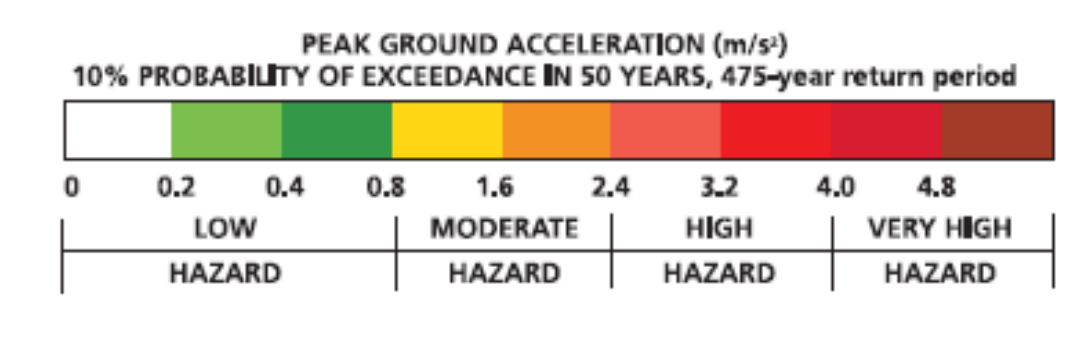 PEAK GROUND ACCELERATION (m/s²)
10% PROBABILITY OF EXCEEDANCE IN 50 YEARS, 475-year return period
0 0.2 0.4 0.8 1.6 2.4 3.2 4.0 4.8
LOW MODERATE HIGH VERY HIGH
HAZARD HAZARD HAZARD HAZARD